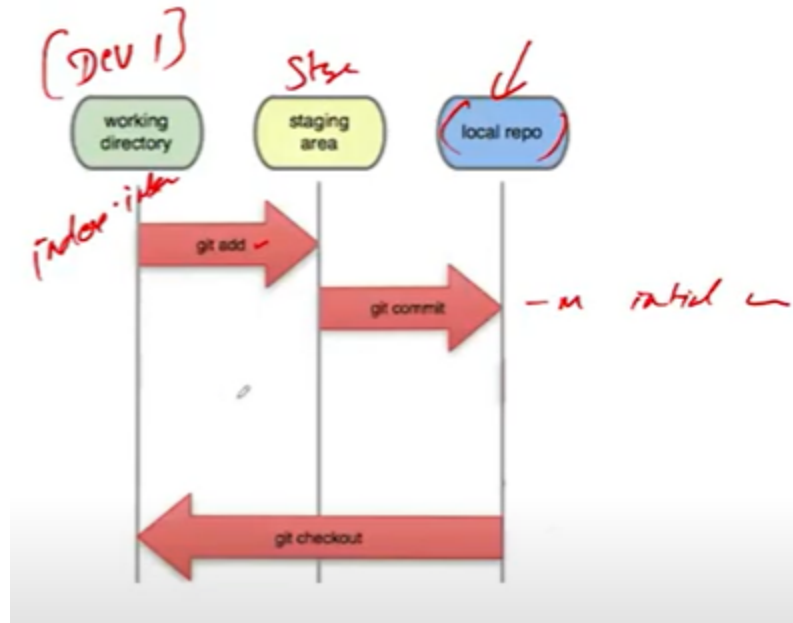 [Dev 1]
Stage
working
directory
staging
area
local repo
git add
git commit
-m
git checkout